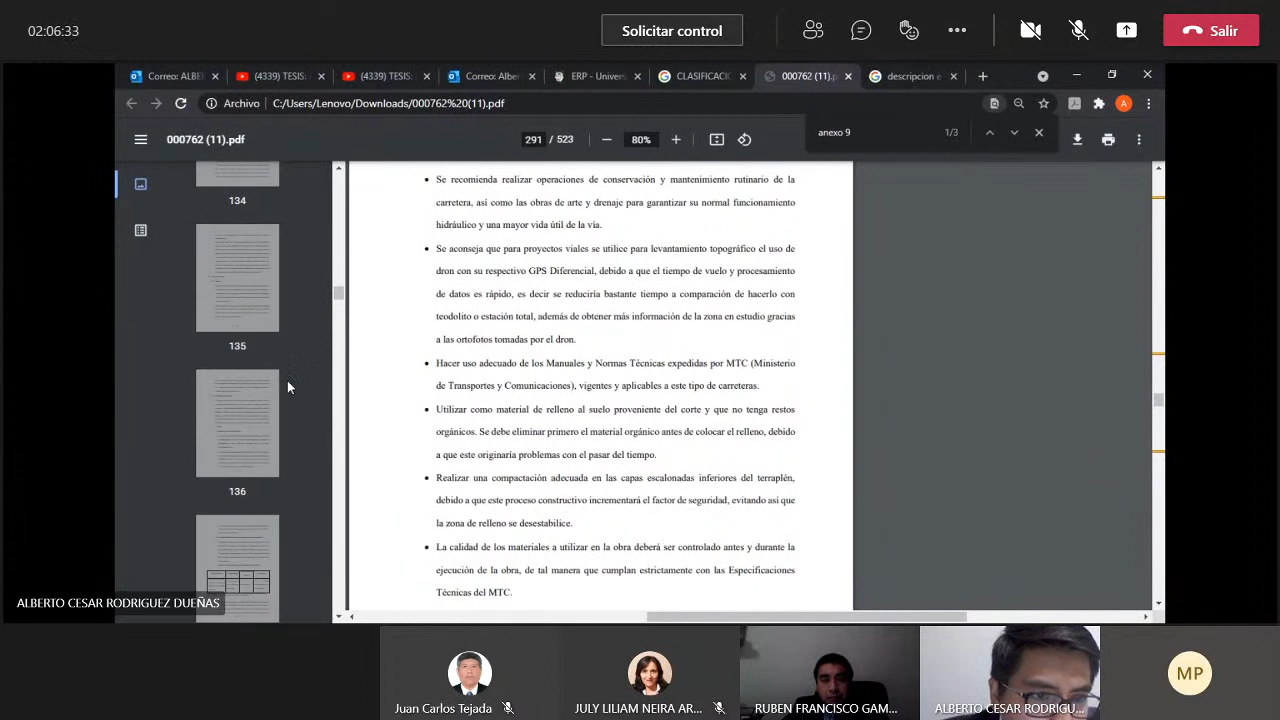 02:06:33
Solicitar control
Salir
Correo: ALBE
(4339) TESIS:
(4339) TESIS:
Correo: Alber
ERP - Univers
CLASIFICACIO
000762 (11).p
descripcion e
Archivo
C:/Users/Lenovo/Downloads/000762%20(11).pdf
A
000762 (11).pdf
291 / 523
80%
anexo 9
1/3
134
135
136
• Se recomienda realizar operaciones de conservación y mantenimiento rutinario de la
carretera, así como las obras de arte y drenaje para garantizar su normal funcionamiento
hidráulico y una mayor vida útil de la vía.
• Se aconseja que para proyectos viales se utilice para levantamiento topográfico el uso de
dron con su respectivo GPS Diferencial, debido a que el tiempo de vuelo y procesamiento
de datos es rápido, es decir se reduciría bastante tiempo a comparación de hacerlo con
teodolito o estación total, además de obtener más información de la zona en estudio gracias
a las ortofotos tomadas por el dron.
• Hacer uso adecuado de los Manuales y Normas Técnicas expedidas por MTC (Ministerio
de Transportes y Comunicaciones), vigentes y aplicables a este tipo de carreteras.
• Utilizar como material de relleno al suelo proveniente del corte y que no tenga restos
orgánicos. Se debe eliminar primero el material orgánico antes de colocar el relleno, debido
a que este originaría problemas con el pasar del tiempo.
• Realizar una compactación adecuada en las capas escalonadas inferiores del terraplén,
debido a que este proceso constructivo incrementará el factor de seguridad, evitando así que
la zona de relleno se desestabilice.
• La calidad de los materiales a utilizar en la obra deberá ser controlado antes y durante la
ejecución de la obra, de tal manera que cumplan estrictamente con las Especificaciones
Técnicas del MTC.
ALBERTO CESAR RODRIGUEZ DUEÑAS
Juan Carlos Tejada
JULY LILIAM NEIRA AR...
RUBEN FRANCISCO GAM...
ALBERTO CESAR RODRIGU...
MP